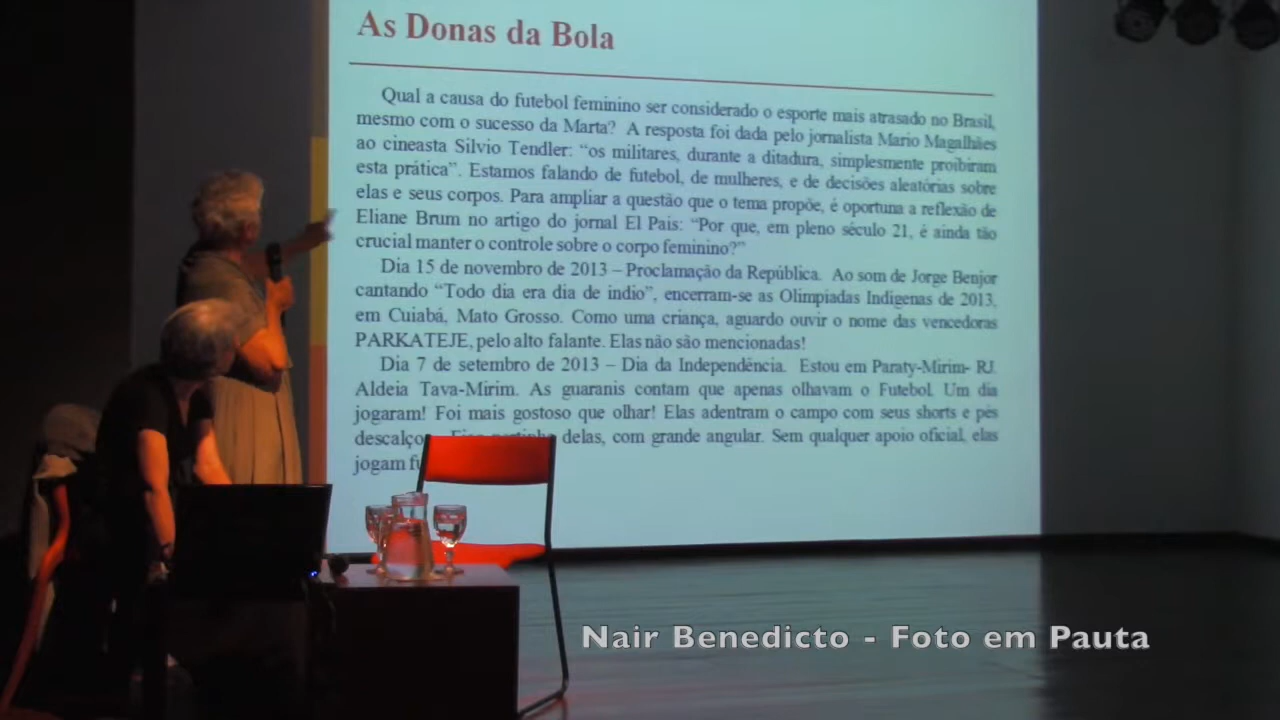 As Donas da Bola
Qual a causa do futebol feminino ser considerado o esporte mais atrasado no Brasil,
mesmo com o sucesso da Marta? A resposta foi dada pelo jornalista Mario Magalhães
ao cineasta Silvio Tendler: “os militares, durante a ditadura, simplesmente proibiram
esta prática”. Estamos falando de futebol, de mulheres, e de decisões aleatórias sobre
elas e seus corpos. Para ampliar a questão que o tema propõe, é oportuna a reflexão de
Eliane Brum no artigo do jornal El Pais: “Por que, em pleno século 21, é ainda tão
crucial manter o controle sobre o corpo feminino?”
Dia 15 de novembro de 2013 – Proclamação da República. Ao som de Jorge Benjor
cantando “Todo dia era dia de indio”, encerram-se as Olimpiadas Indigenas de 2013,
em Cuiabá, Mato Grosso. Como uma criança, aguardo ouvir o nome das vencedoras
PARKATEJE, pelo alto falante. Elas não são mencionadas!
Dia 7 de setembro de 2013 – Dia da Independência. Estou em Paraty-Mirim- RJ.
Aldeia Tava-Mirim. As guaranis contam que apenas olhavam o Futebol. Um dia
jogaram! Foi mais gostoso que olhar! Elas adentram o campo com seus shorts e pés
delas, com grande angular. Sem qualquer apoio oficial, elas
jogam
Nair Benedicto - Foto em Pauta